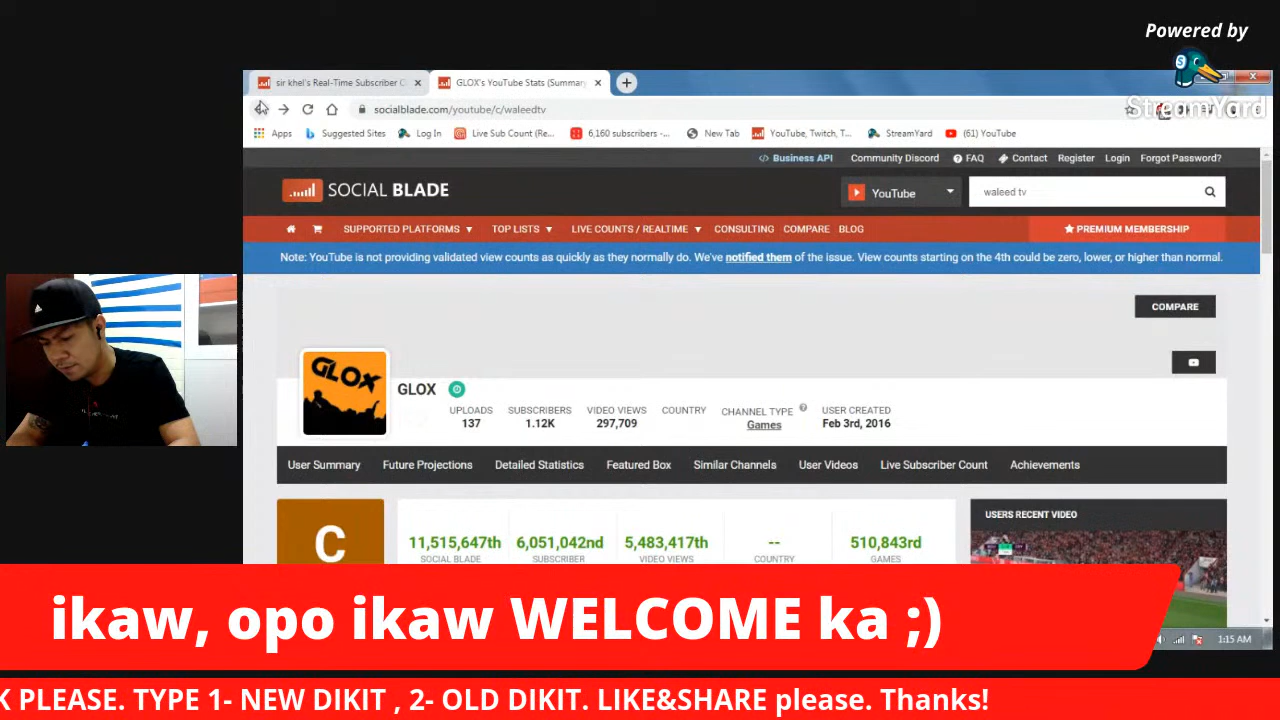 Powered by
StreamYard
sir khel's Real-Time Subscriber C
GLOX's YouTube Stats (Summary
socialblade.com/youtube/c/waleedtv
Apps Suggested Sites Log In Live Sub Count (Re... 6,160 subscribers -... New Tab YouTube, Twitch, T... StreamYard (61) YouTube
Business API Community Discord FAQ Contact Register Login Forgot Password?
SOCIAL BLADE YouTube waleed tv
SUPPORTED PLATFORMS TOP LISTS LIVE COUNTS / REALTIME CONSULTING COMPARE BLOG PREMIUM MEMBERSHIP
Note: YouTube is not providing validated view counts as quickly as they normally do. We've notified them of the issue. View counts starting on the 4th could be zero, lower, or higher than normal.
COMPARE
GLOX
GLOX
UPLOADS SUBSCRIBERS VIDEO VIEWS COUNTRY CHANNEL TYPE USER CREATED
137 1.12K 297,709 Games Feb 3rd, 2016
User Summary Future Projections Detailed Statistics Featured Box Similar Channels User Videos Live Subscriber Count Achievements
C
11,515,647th 6,051,042nd 5,483,417th -- 510,843rd
SOCIAL BLADE SUBSCRIBER VIDEO VIEWS COUNTRY GAMES
USERS RECENT VIDEO
ikaw, opo ikaw WELCOME ka ;)
1:15 AM
K PLEASE. TYPE 1- NEW DIKIT , 2- OLD DIKIT. LIKE&SHARE please. Thanks!